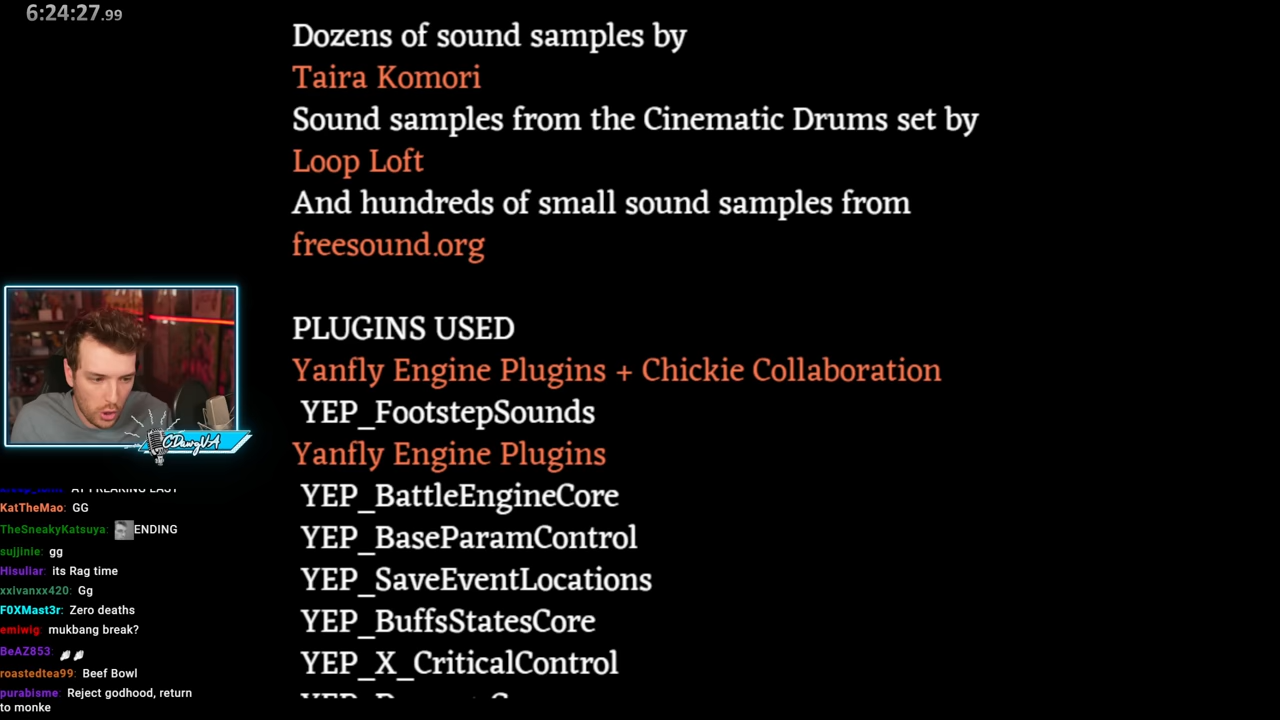 6:24:27.99
Dozens of sound samples by
Taira Komori
Sound samples from the Cinematic Drums set by
Loop Loft
And hundreds of small sound samples from
freesound.org
PLUGINS USED
Yanfly Engine Plugins + Chickie Collaboration
YEP_FootstepSounds
Yanfly Engine Plugins
YEP_BattleEngineCore
YEP_BaseParamControl
YEP_SaveEventLocations
YEP_BuffsStatesCore
YEP_X_CriticalControl
CDawgVA
KatTheMao: GG
TheSneakyKatsuya: ENDING
sujjinie: gg
Hisuliar: its Rag time
xxivanxx420: Gg
F0XMast3r: Zero deaths
emiwig: mukbang break?
BeAZ853:
roastedtea99: Beef Bowl
purabisme: Reject godhood, return
to monke